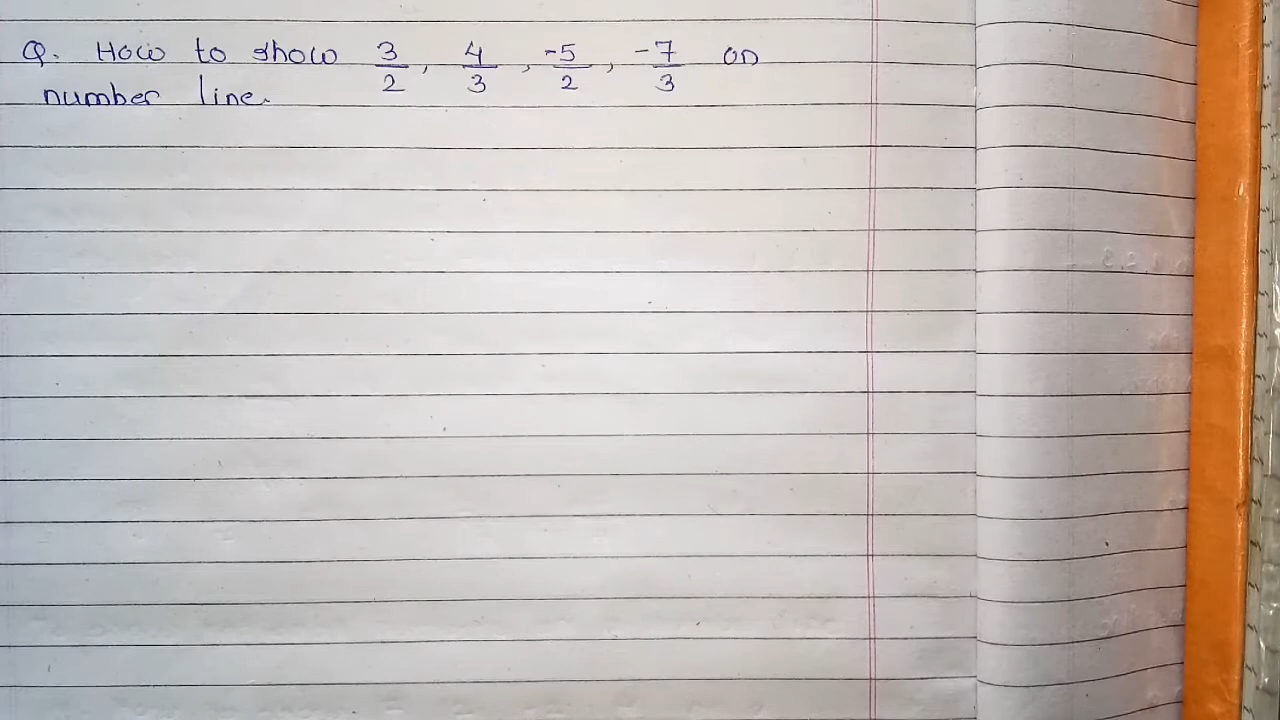 Q. How to show 3/2, 4/3, -5/2, -7/3 on
number line.